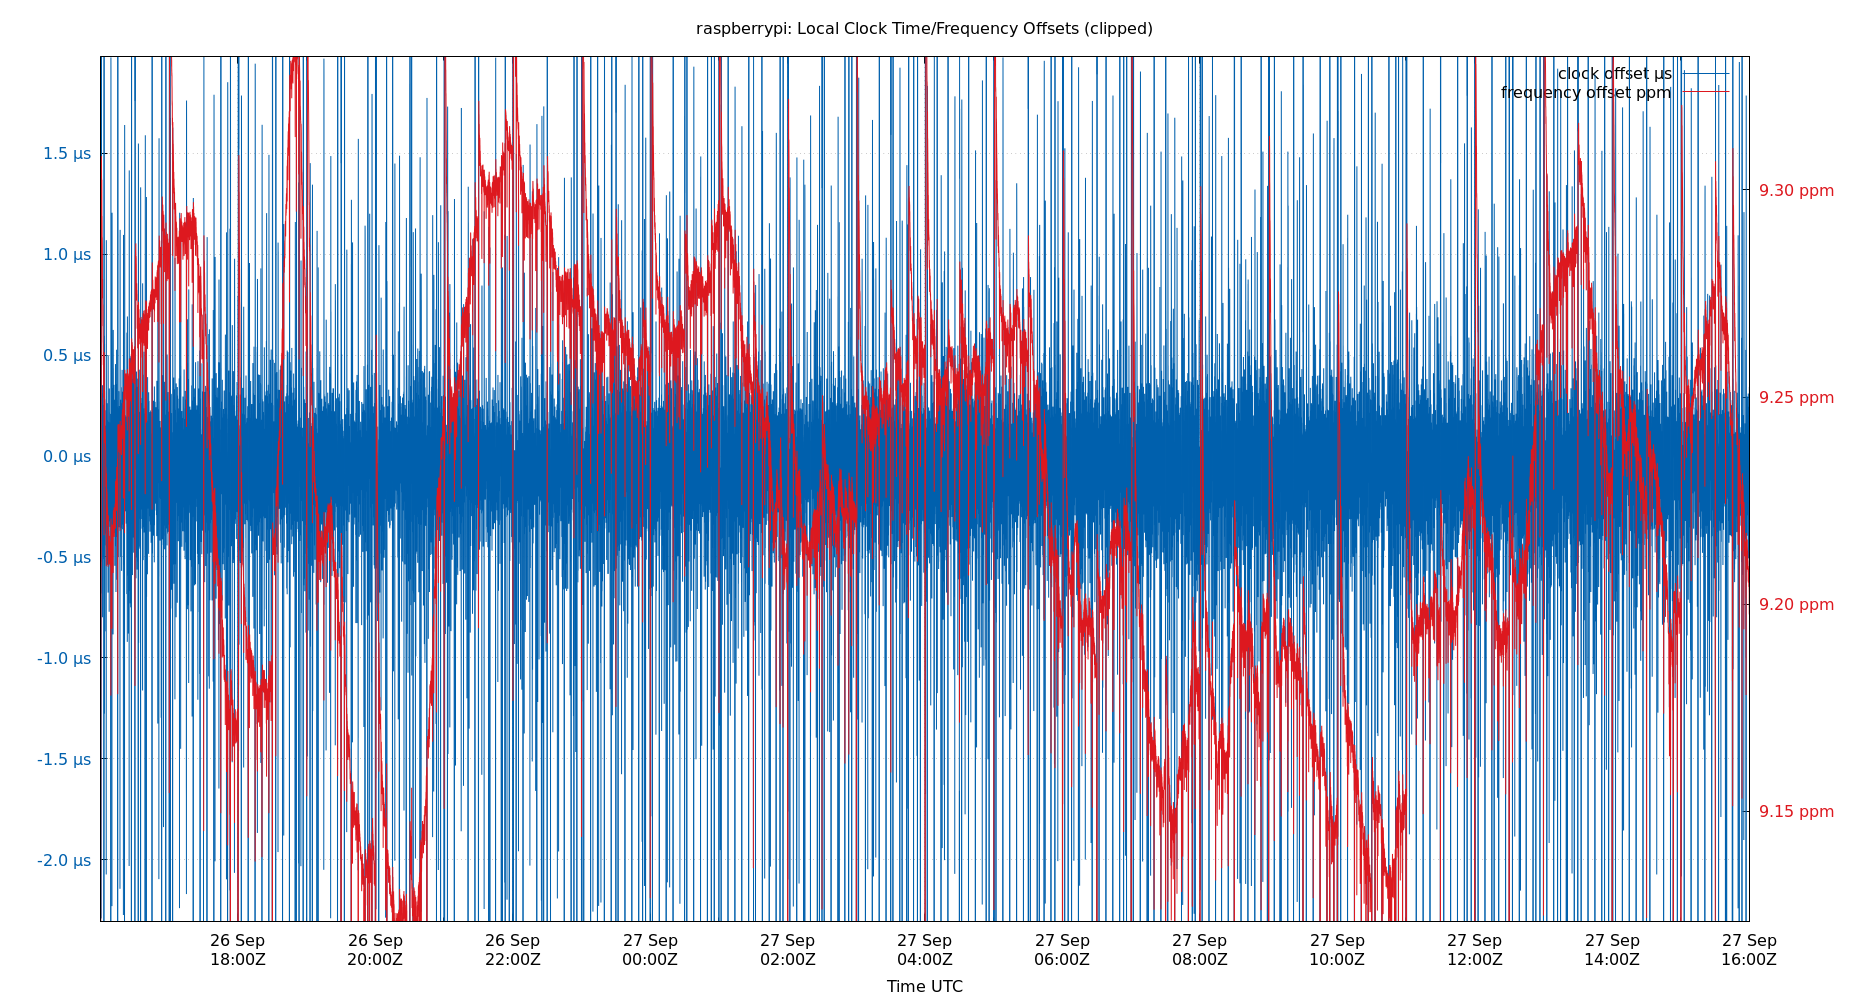 raspberrypi: Local Clock Time/Frequency Offsets (clipped)
clock offset µs
frequency offset ppm
1.5 µs
1.0 µs
0.5 µs
0.0 µs
-0.5 µs
-1.0 µs
-1.5 µs
-2.0 µs
9.30 ppm
9.25 ppm
9.20 ppm
9.15 ppm
26 Sep
18:00Z
26 Sep
20:00Z
26 Sep
22:00Z
27 Sep
00:00Z
27 Sep
02:00Z
27 Sep
04:00Z
27 Sep
06:00Z
27 Sep
08:00Z
27 Sep
10:00Z
27 Sep
12:00Z
27 Sep
14:00Z
27 Sep
16:00Z
Time UTC